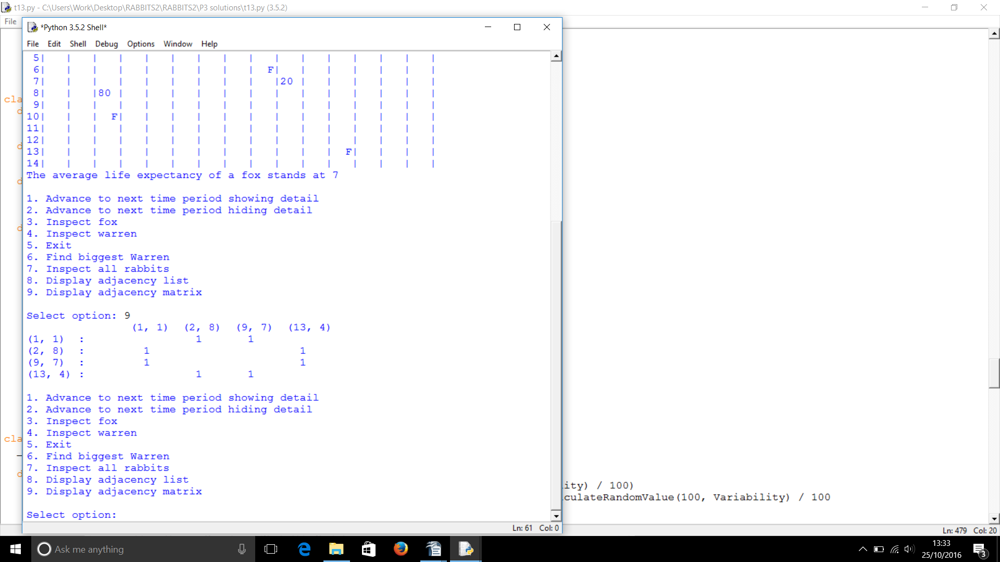 t13.py - C:\Users\Work\Desktop\RABBITS2\RABBITS2\P3 solutions\t13.py (3.5.2)
File
*Python 3.5.2 Shell*
File Edit Shell Debug Options Window Help
 5|   |   |   |   |   |   |   |   |   |   |   |   |   |   |   |
 6|   |   |   |   |   |   |   |   |  F|   |   |   |   |   |   |
 7|   |   |   |   |   |   |   |   |   |20 |   |   |   |   |   |
 8|   |   |80 |   |   |   |   |   |   |   |   |   |   |   |   |
 9|   |   |   |   |   |   |   |   |   |   |   |   |   |   |   |
10|   |   |  F|   |   |   |   |   |   |   |   |   |   |   |   |
11|   |   |   |   |   |   |   |   |   |   |   |   |   |   |   |
12|   |   |   |   |   |   |   |   |   |   |   |   |   |   |   |
13|   |   |   |   |   |   |   |   |   |   |   |  F|   |   |   |
14|   |   |   |   |   |   |   |   |   |   |   |   |   |   |   |
The average life expectancy of a fox stands at 7
1. Advance to next time period showing detail
2. Advance to next time period hiding detail
3. Inspect fox
4. Inspect warren
5. Exit
6. Find biggest Warren
7. Inspect all rabbits
8. Display adjacency list
9. Display adjacency matrix
Select option: 9
                (1, 1)  (2, 8)  (9, 7)  (13, 4)
(1, 1)  :                 1       1
(2, 8)  :         1                       1
(9, 7)  :         1                       1
(13, 4) :                 1       1
1. Advance to next time period showing detail
2. Advance to next time period hiding detail
3. Inspect fox
4. Inspect warren
5. Exit
6. Find biggest Warren
7. Inspect all rabbits
8. Display adjacency list
9. Display adjacency matrix
Select option:
Ln: 61 Col: 0
cla
d
d
d
d
cla
d
ity) / 100)
culateRandomValue(100, Variability) / 100
Ln: 479 Col: 20
Ask me anything
13:33
25/10/2016
3